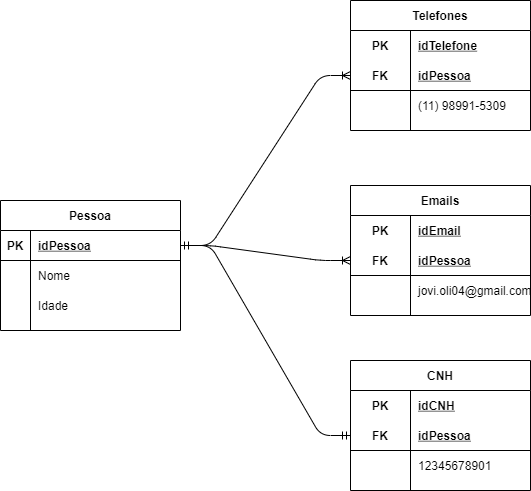 Telefones
PK idTelefone
FK idPessoa
(11) 98991-5309
Pessoa
PK idPessoa
Nome
Idade
Emails
PK idEmail
FK idPessoa
jovi.oli04@gmail.com
CNH
PK idCNH
FK idPessoa
12345678901